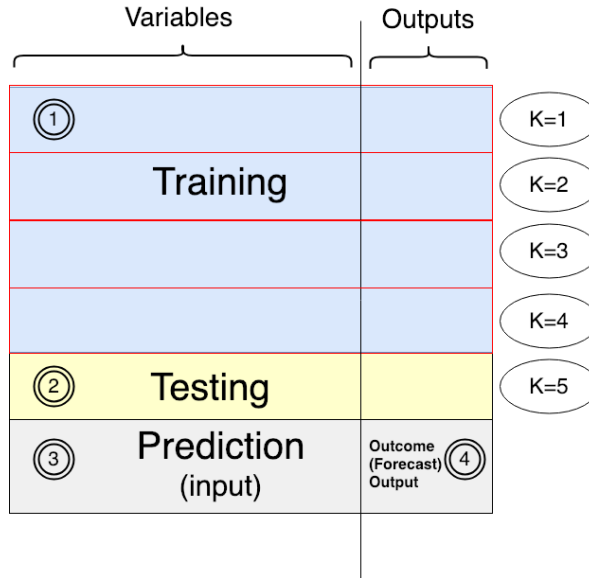 Variables
Outputs
1
K=1
Training
K=2
K=3
K=4
2
Testing
K=5
3
Prediction
(input)
Outcome
(Forecast)
Output
4